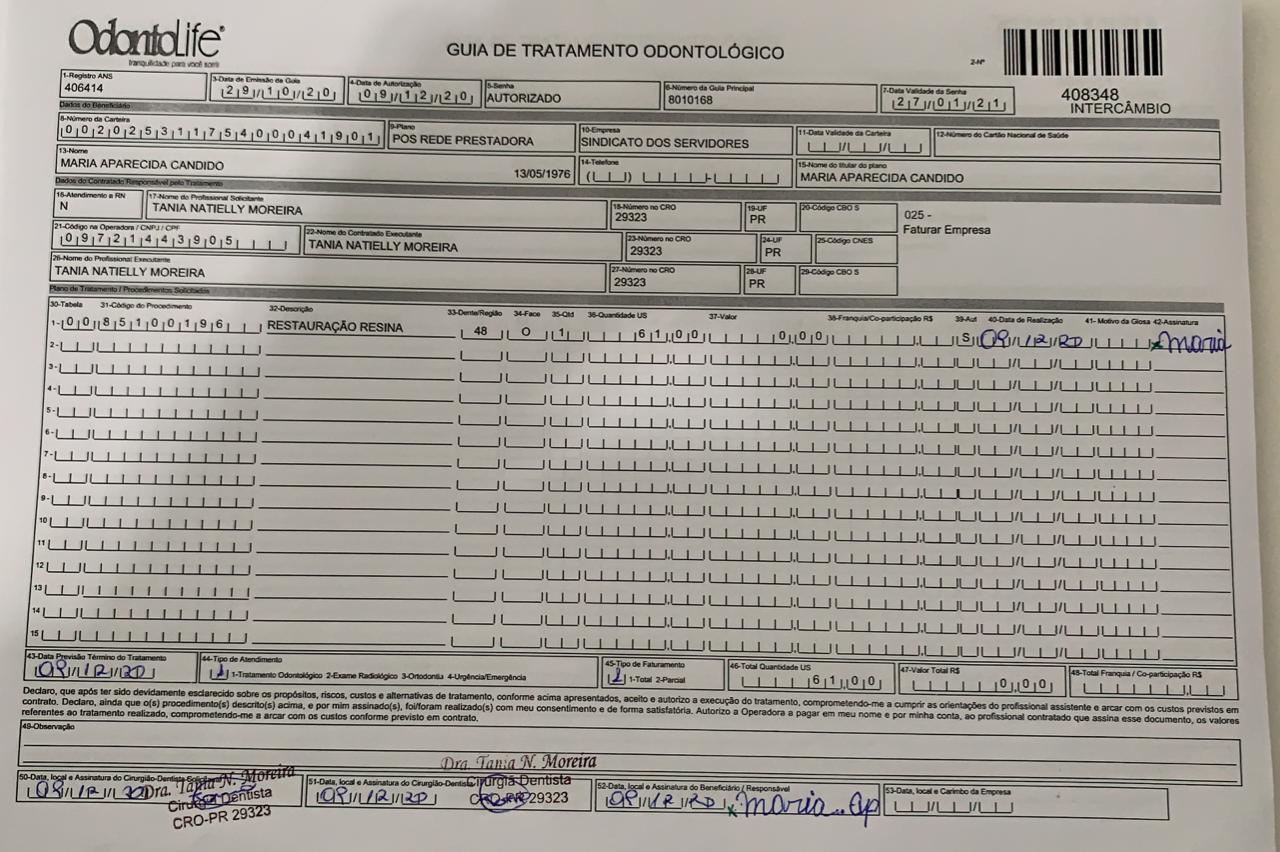 OdontoLife®
tranquilidade para você sorrir
GUIA DE TRATAMENTO ODONTOLÓGICO
2-Nº
408348
INTERCÂMBIO
1-Registro ANS
406414
3-Data de Emissão da Guia
29/10/20
4-Data de Autorização
09/12/20
5-Senha
AUTORIZADO
6-Número da Guia Principal
8010168
7-Data Validade da Senha
27/01/21
Dados do Beneficiário
8-Número da Carteira
00202531175400041901
9-Plano
POS REDE PRESTADORA
10-Empresa
SINDICATO DOS SERVIDORES
11-Data Validade da Carteira
12-Número do Cartão Nacional de Saúde
13-Nome
MARIA APARECIDA CANDIDO 13/05/1976
14-Telefone
15-Nome do titular do plano
MARIA APARECIDA CANDIDO
Dados do Contratado Responsável pelo Tratamento
16-Atendimento a RN
N
17-Nome do Profissional Solicitante
TANIA NATIELLY MOREIRA
18-Número no CRO
29323
19-UF
PR
20-Código CBO S
025 -
Faturar Empresa
21-Código na Operadora / CNPJ / CPF
09721443905
22-Nome do Contratado Executante
TANIA NATIELLY MOREIRA
23-Número no CRO
29323
24-UF
PR
25-Código CNES
26-Nome do Profissional Executante
TANIA NATIELLY MOREIRA
27-Número no CRO
29323
28-UF
PR
29-Código CBO S
Plano de Tratamento / Procedimentos Solicitados
30-Tabela 31-Código do Procedimento 32-Descrição 33-Dente/Região 34-Face 35-Qtd 36-Quantidade US 37-Valor 38-Franquia/Co-participação R$ 39-Aut 40-Data de Realização 41- Motivo da Glosa 42-Assinatura
1- 00 85100196 RESTAURAÇÃO RESINA 48 O 1 61,00 0,00 S 09/12/20 x Maria
2-
3-
4-
5-
6-
7-
8-
9-
10
11
12
13
14
15
43-Data Previsão Término do Tratamento
09/12/20
44-Tipo de Atendimento
1 1-Tratamento Odontológico 2-Exame Radiológico 3-Ortodontia 4-Urgência/Emergência
45-Tipo de Faturamento
1-Total 2-Parcial
46-Total Quantidade US
61,00
47-Valor Total R$
0,00
48-Total Franquia / Co-participação R$
Declaro, que após ter sido devidamente esclarecido sobre os propósitos, riscos, custos e alternativas de tratamento, conforme acima apresentados, aceito e autorizo a execução do tratamento, comprometendo-me a cumprir as orientações do profissional assistente e arcar com os custos previstos em
contrato. Declaro, ainda que o(s) procedimento(s) descrito(s) acima, e por mim assinado(s), foi/foram realizado(s) com meu consentimento e de forma satisfatória. Autorizo a Operadora a pagar em meu nome e por minha conta, ao profissional contratado que assina esse documento, os valores
referentes ao tratamento realizado, comprometendo-me a arcar com os custos conforme previsto em contrato.
49-Observação
50-Data, local e Assinatura do Cirurgião-Dentista Solicitante
09/12/20
Dra. Tania N. Moreira
Cirurgiã Dentista
CRO-PR 29323
51-Data, local e Assinatura do Cirurgião-Dentista
09/12/20
Dra. Tania N. Moreira
Cirurgiã Dentista
CRO-PR 29323
52-Data, local e Assinatura do Beneficiário / Responsável
09/12/20 x Maria Ap
53-Data, local e Carimbo da Empresa